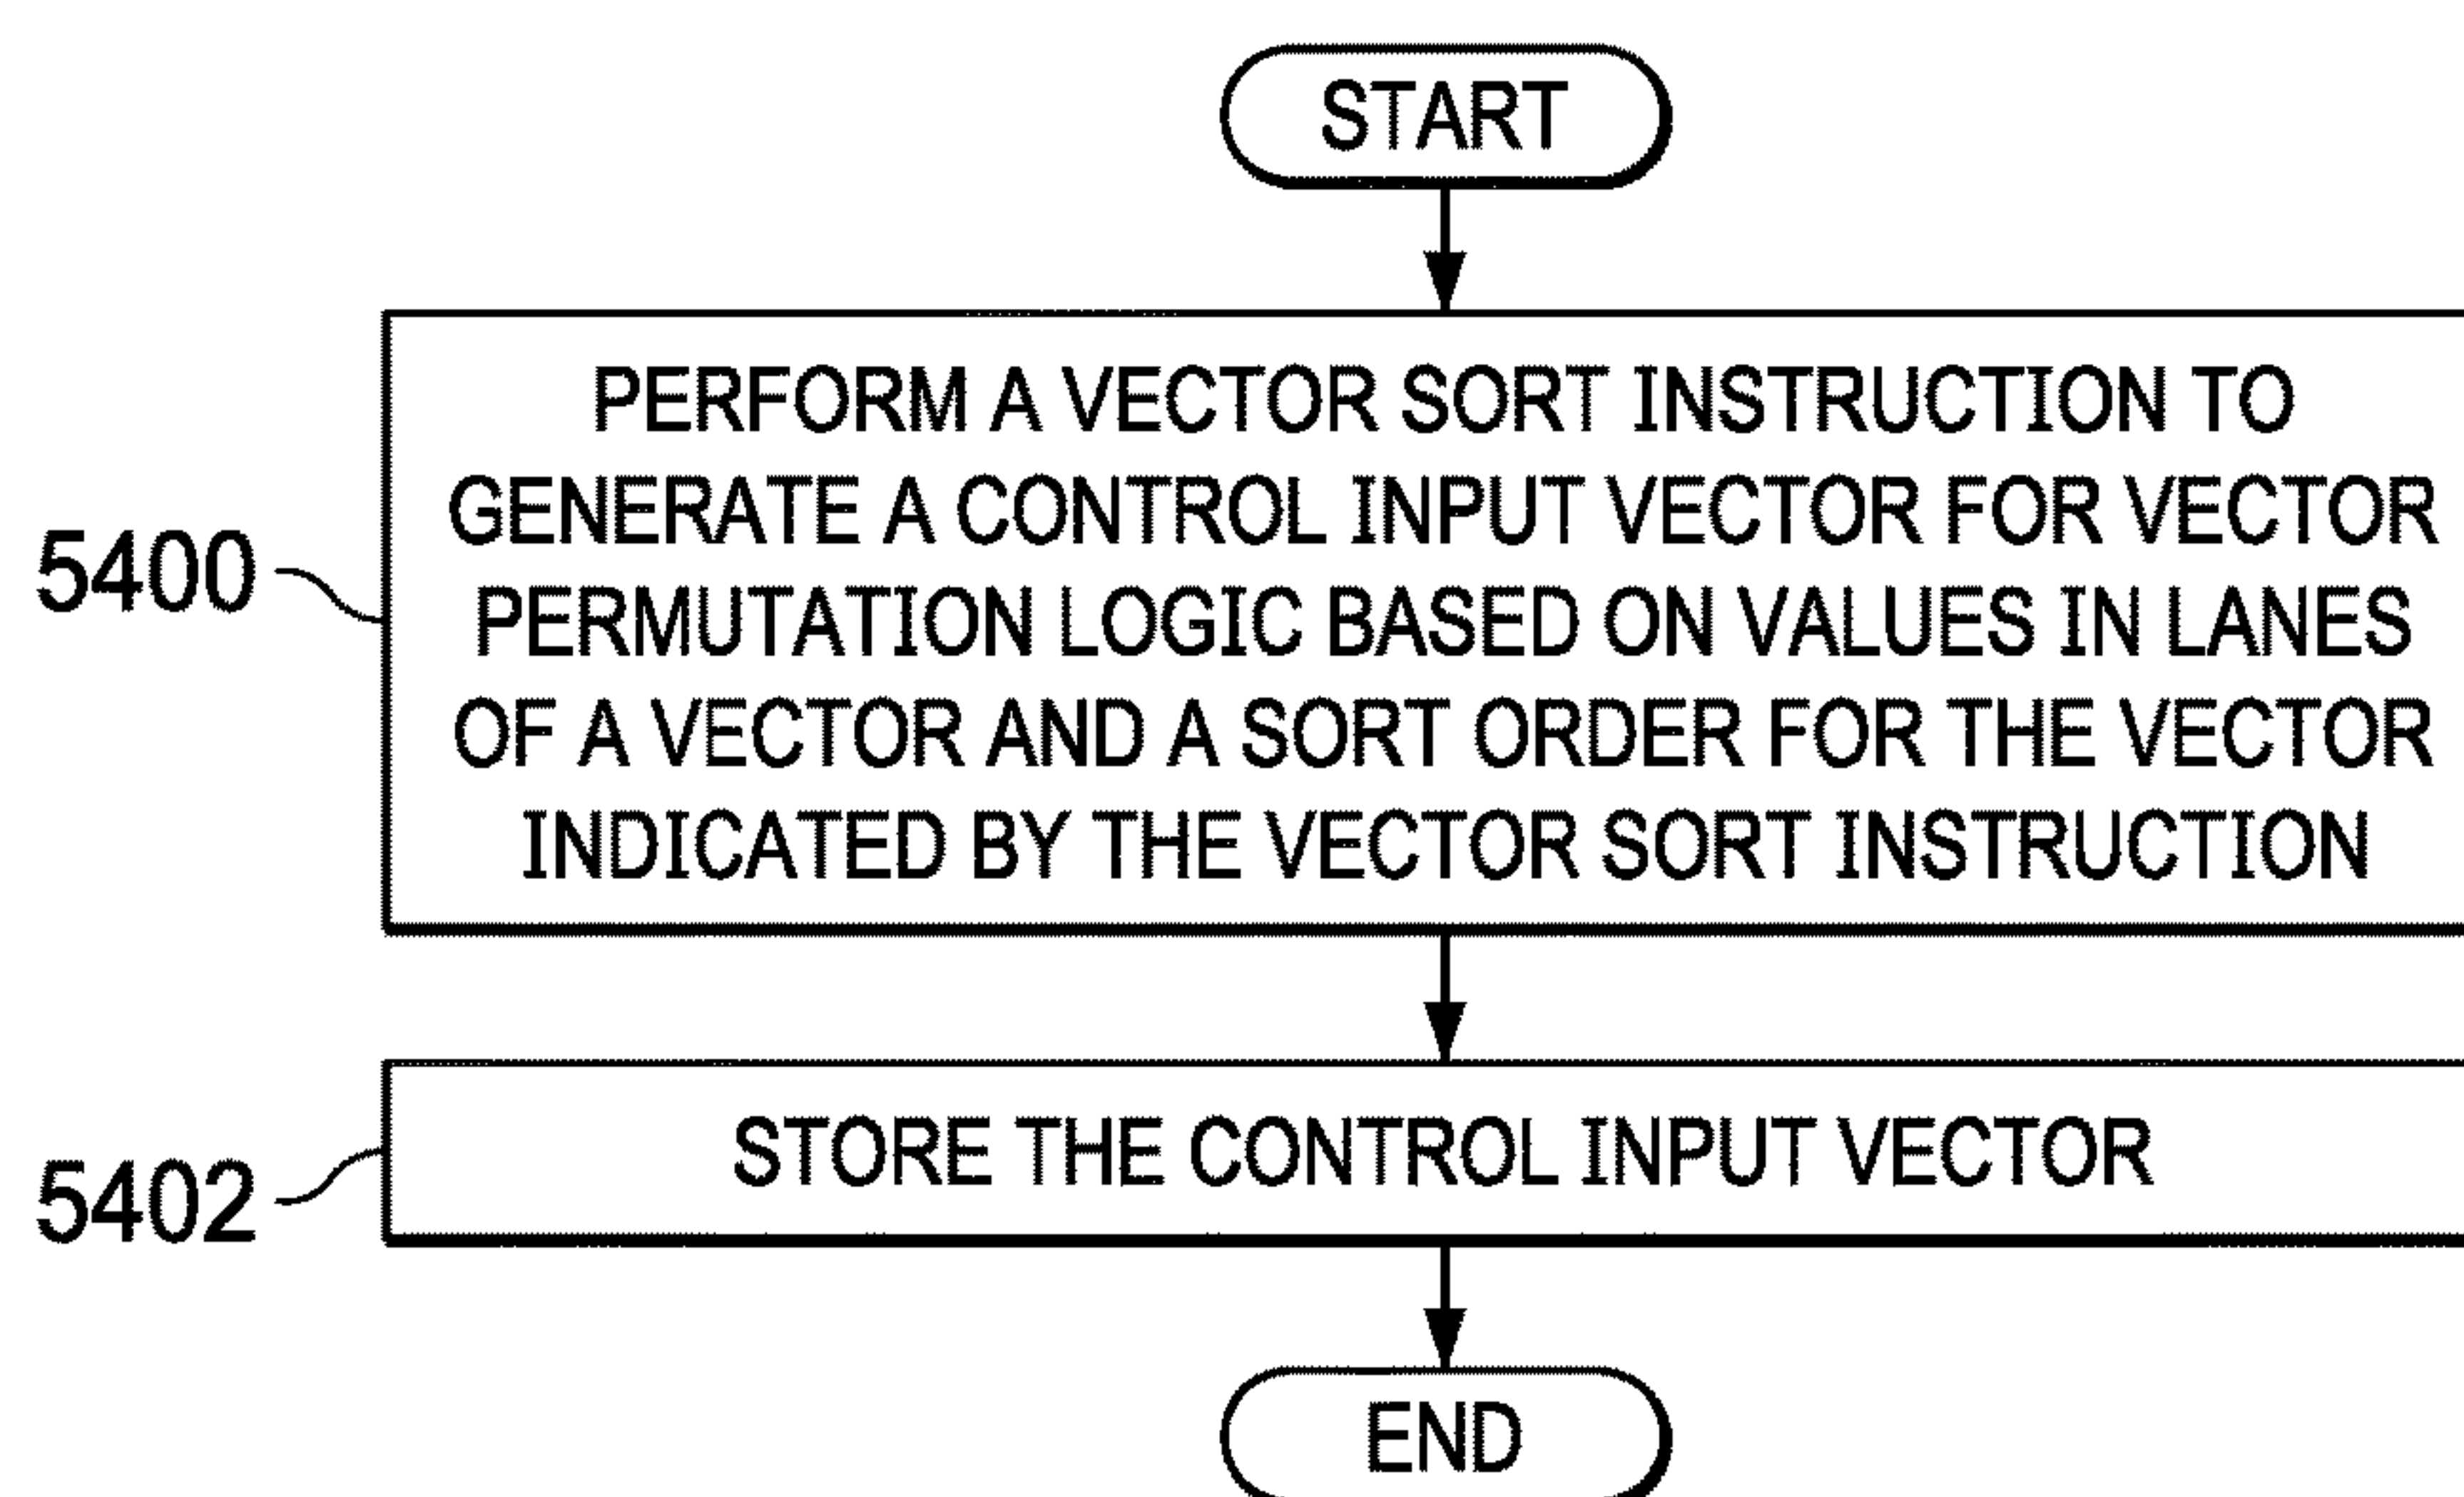 START
PERFORM A VECTOR SORT INSTRUCTION TO
GENERATE A CONTROL INPUT VECTOR FOR VECTOR
5400
PERMUTATION LOGIC BASED ON VALUES IN LANES
OF A VECTOR AND A SORT ORDER FOR THE VECTOR
INDICATED BY THE VECTOR SORT INSTRUCTION
STORE THE CONTROL INPUT VECTOR
5402
END